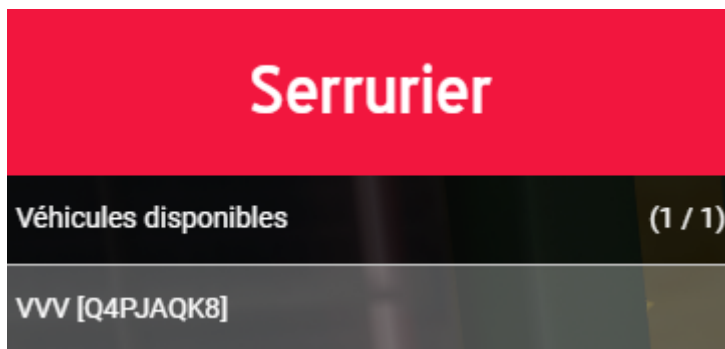 Serrurier
Véhicules disponibles (1 / 1)
VVV [Q4PJAQK8]